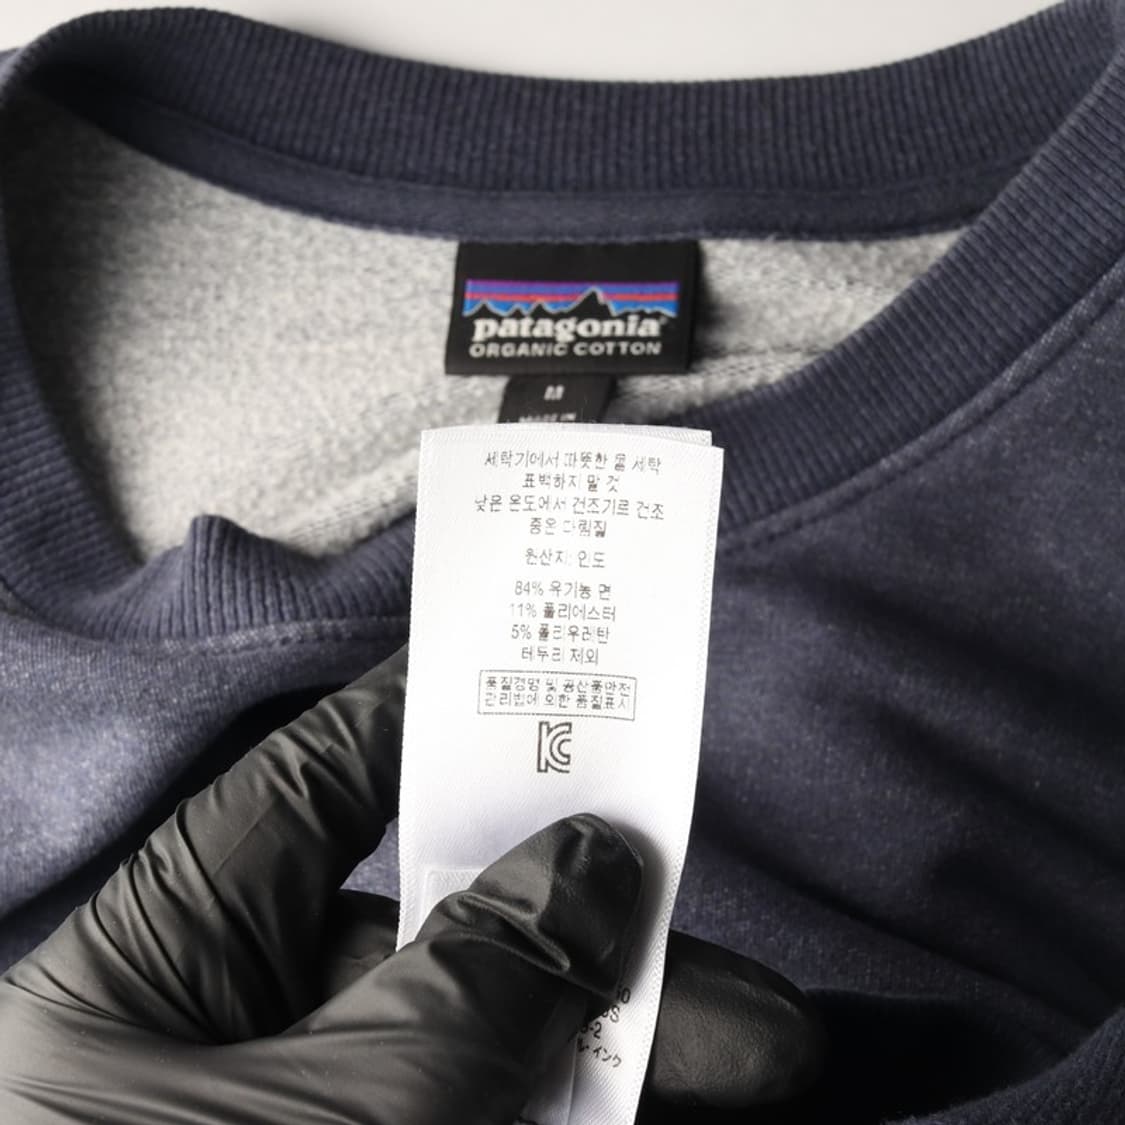 patagonia®
ORGANIC COTTON
M
MADE IN
세탁기에서 따뜻한 물 세탁
표백하지 말 것
낮은 온도에서 건조기로 건조
중온 다림질
원산지: 인도
84% 유기농 면
11% 폴리에스터
5% 폴리우레탄
테두리 제외
품질경영 및 공산품안전
관리법에 의한 품질표시
KC